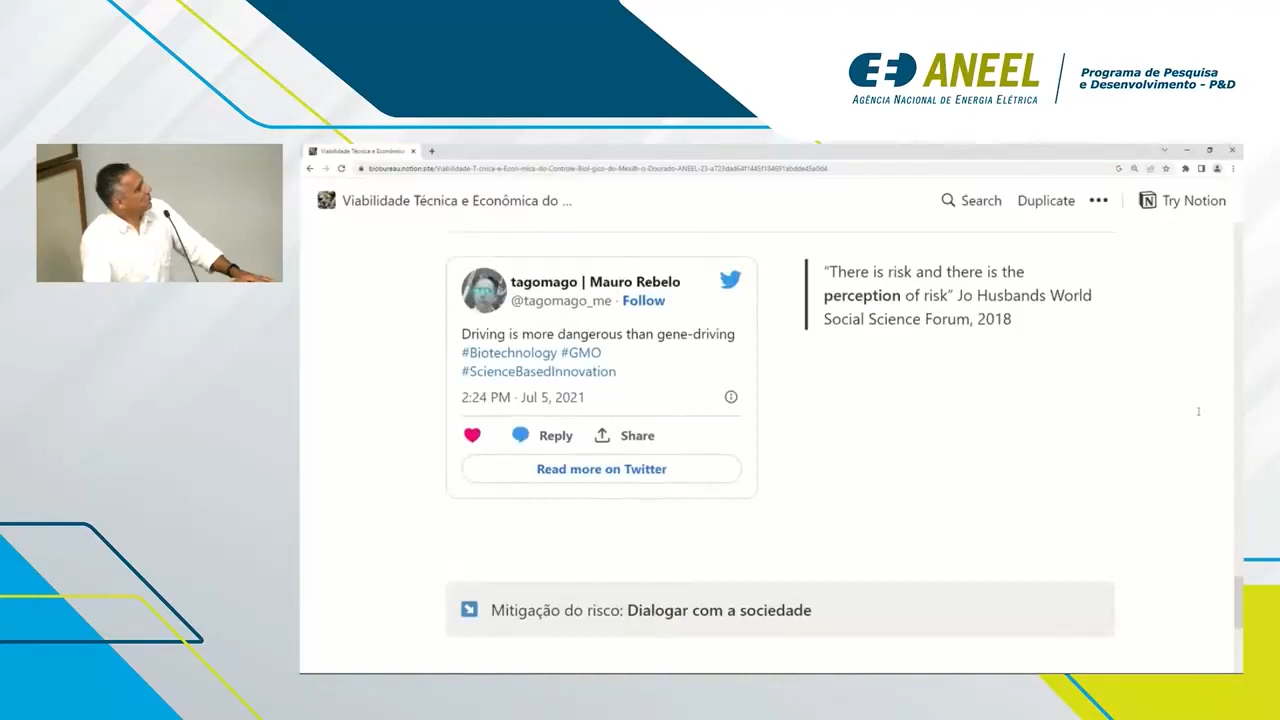 ANEEL
AGÊNCIA NACIONAL DE ENERGIA ELÉTRICA
Programa de Pesquisa
e Desenvolvimento - P&D
Viabilidade Técnica e Econômica
Viabilidade Técnica e Econômica do ...
Search
Duplicate
Try Notion
tagomago | Mauro Rebelo
@tagomago_me · Follow
Driving is more dangerous than gene-driving
#Biotechnology #GMO
#ScienceBasedInnovation
2:24 PM · Jul 5, 2021
Reply
Share
Read more on Twitter
“There is risk and there is the
perception of risk” Jo Husbands World
Social Science Forum, 2018
Mitigação do risco: Dialogar com a sociedade